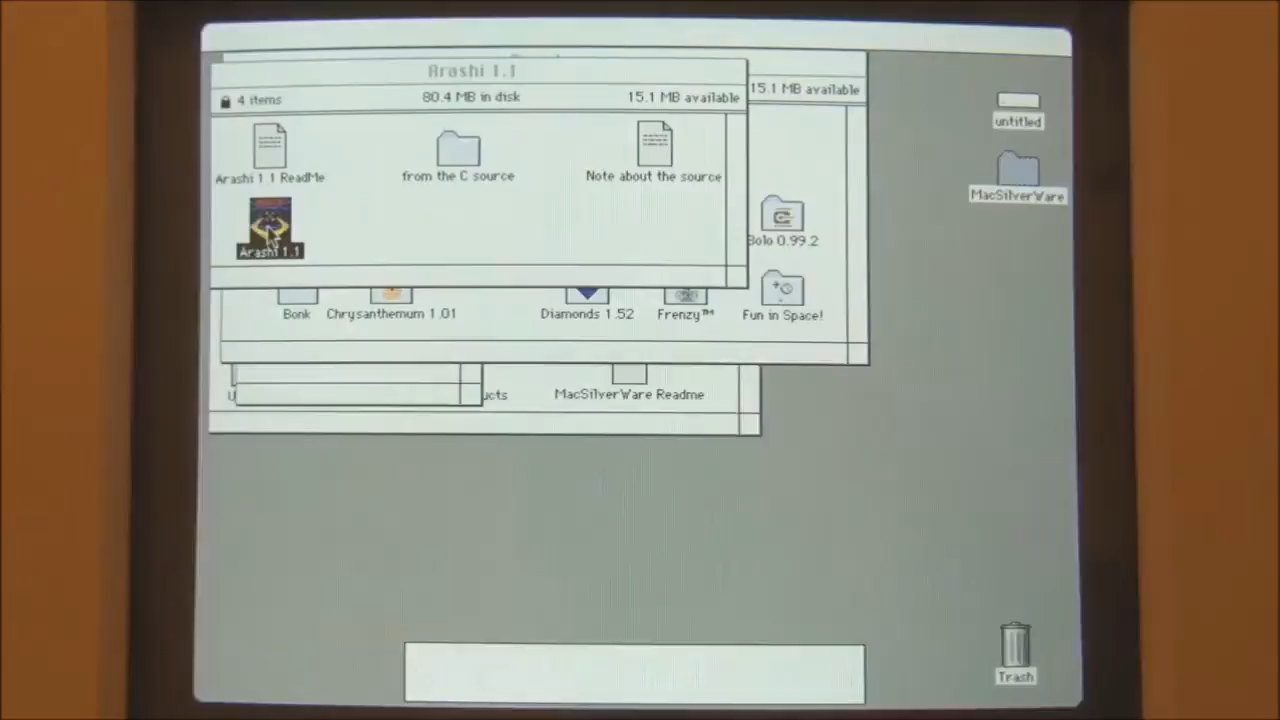 Arashi 1.1
4 items
80.4 MB in disk
15.1 MB available
15.1 MB available
Arashi 1.1 ReadMe
from the C source
Note about the source
Arashi 1.1
Bolo 0.99.2
Bonk
Chrysanthemum 1.01
Diamonds 1.52
Frenzy™
Fun in Space!
ucts
MacSilverWare Readme
untitled
MacSilverWare
Trash